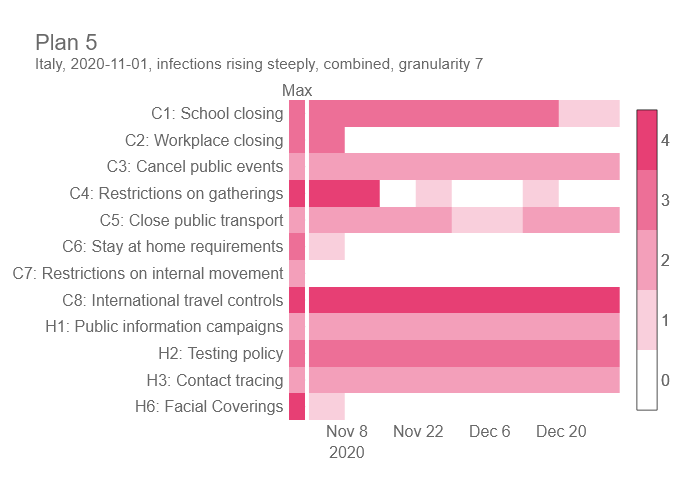 Plan 5
Italy, 2020-11-01, infections rising steeply, combined, granularity 7
Max
C1: School closing
C2: Workplace closing
C3: Cancel public events
C4: Restrictions on gatherings
C5: Close public transport
C6: Stay at home requirements
C7: Restrictions on internal movement
C8: International travel controls
H1: Public information campaigns
H2: Testing policy
H3: Contact tracing
H6: Facial Coverings
Nov 8 Nov 22 Dec 6 Dec 20
2020
4
3
2
1
0